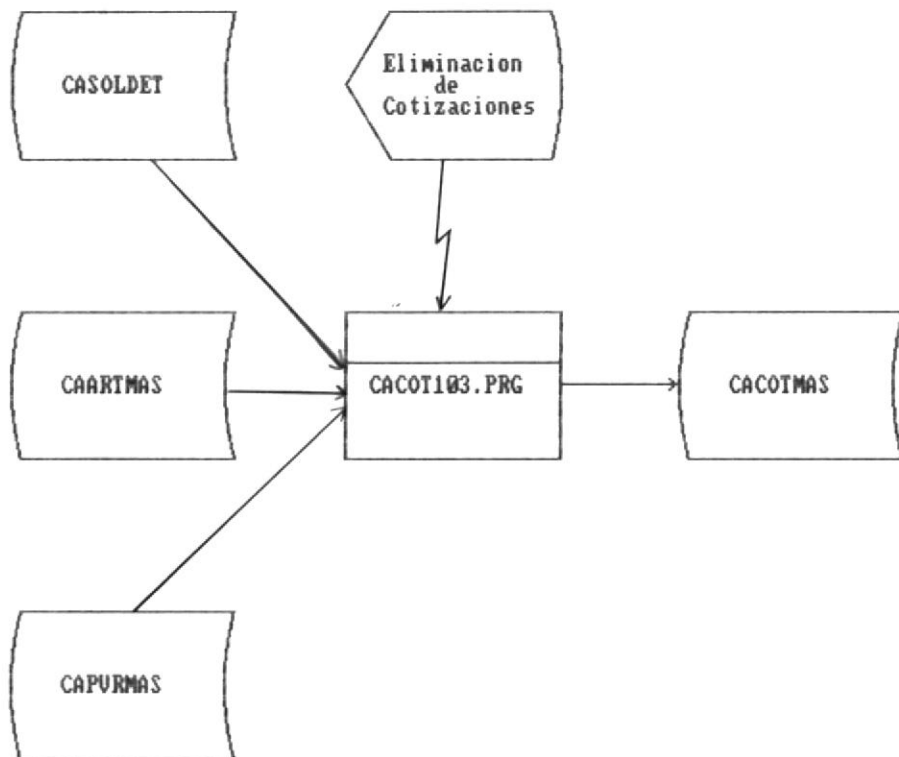 CASOLDET
Eliminacion
de
Cotizaciones
CAARTMAS
CACOT103.PRG
CACOTMAS
CAPVRMAS